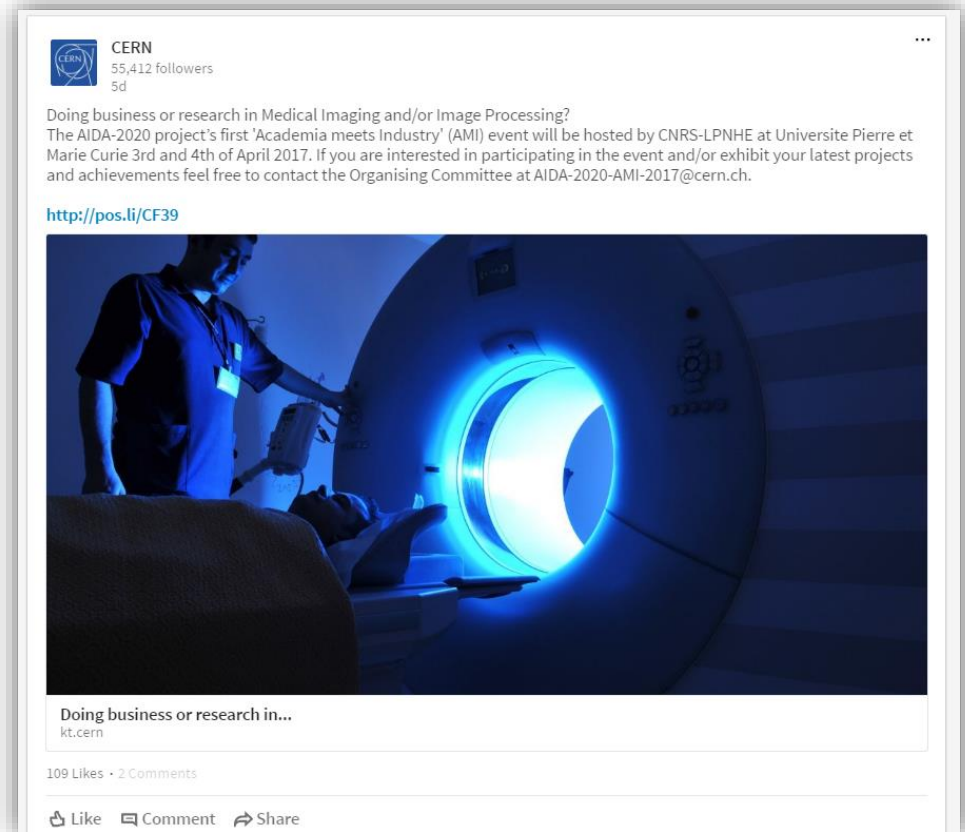 CERN
CERN
55,412 followers
5d
...
Doing business or research in Medical Imaging and/or Image Processing?
The AIDA-2020 project's first 'Academia meets Industry' (AMI) event will be hosted by CNRS-LPNHE at Universite Pierre et
Marie Curie 3rd and 4th of April 2017. If you are interested in participating in the event and/or exhibit your latest projects
and achievements feel free to contact the Organising Committee at AIDA-2020-AMI-2017@cern.ch.
http://pos.li/CF39
Doing business or research in...
kt.cern
109 Likes • 2 Comments
Like Comment Share